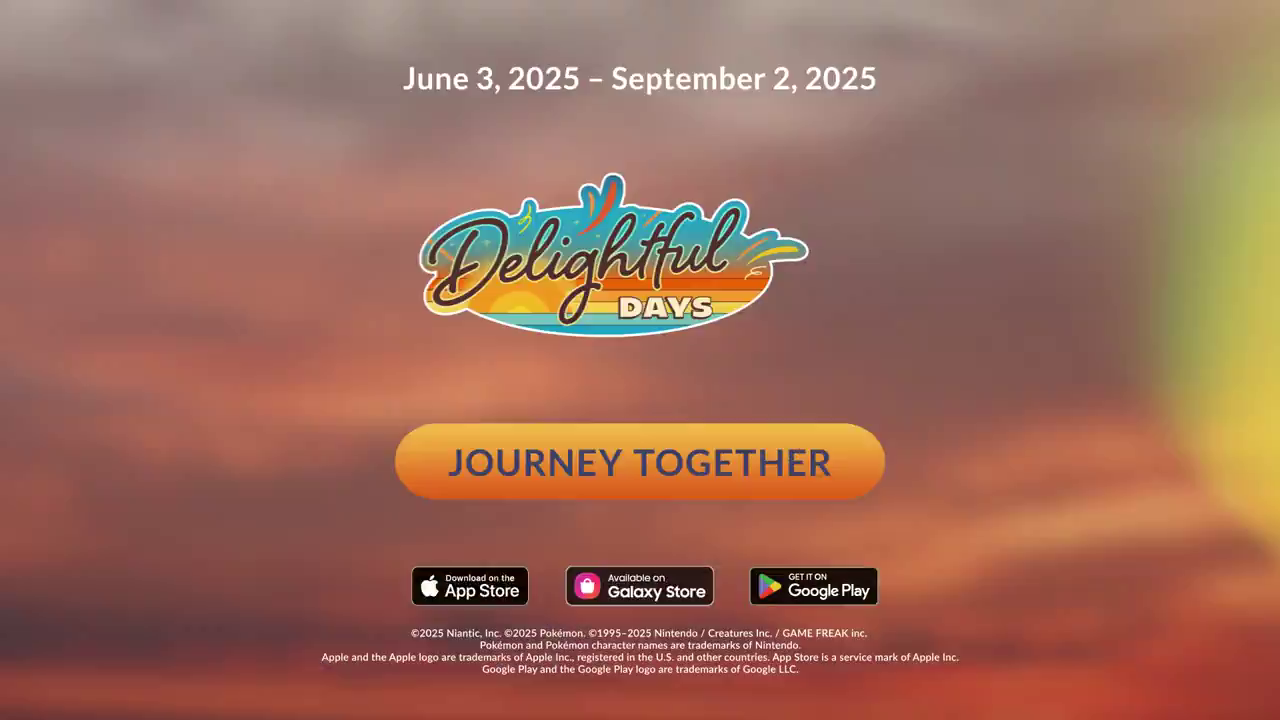 June 3, 2025 – September 2, 2025
Delightful
DAYS
JOURNEY TOGETHER
Download on the
App Store
Available on
Galaxy Store
GET IT ON
Google Play
©2025 Niantic, Inc. ©2025 Pokémon. ©1995–2025 Nintendo / Creatures Inc. / GAME FREAK inc.
Pokémon and Pokémon character names are trademarks of Nintendo.
Apple and the Apple logo are trademarks of Apple Inc., registered in the U.S. and other countries. App Store is a service mark of Apple Inc.
Google Play and the Google Play logo are trademarks of Google LLC.